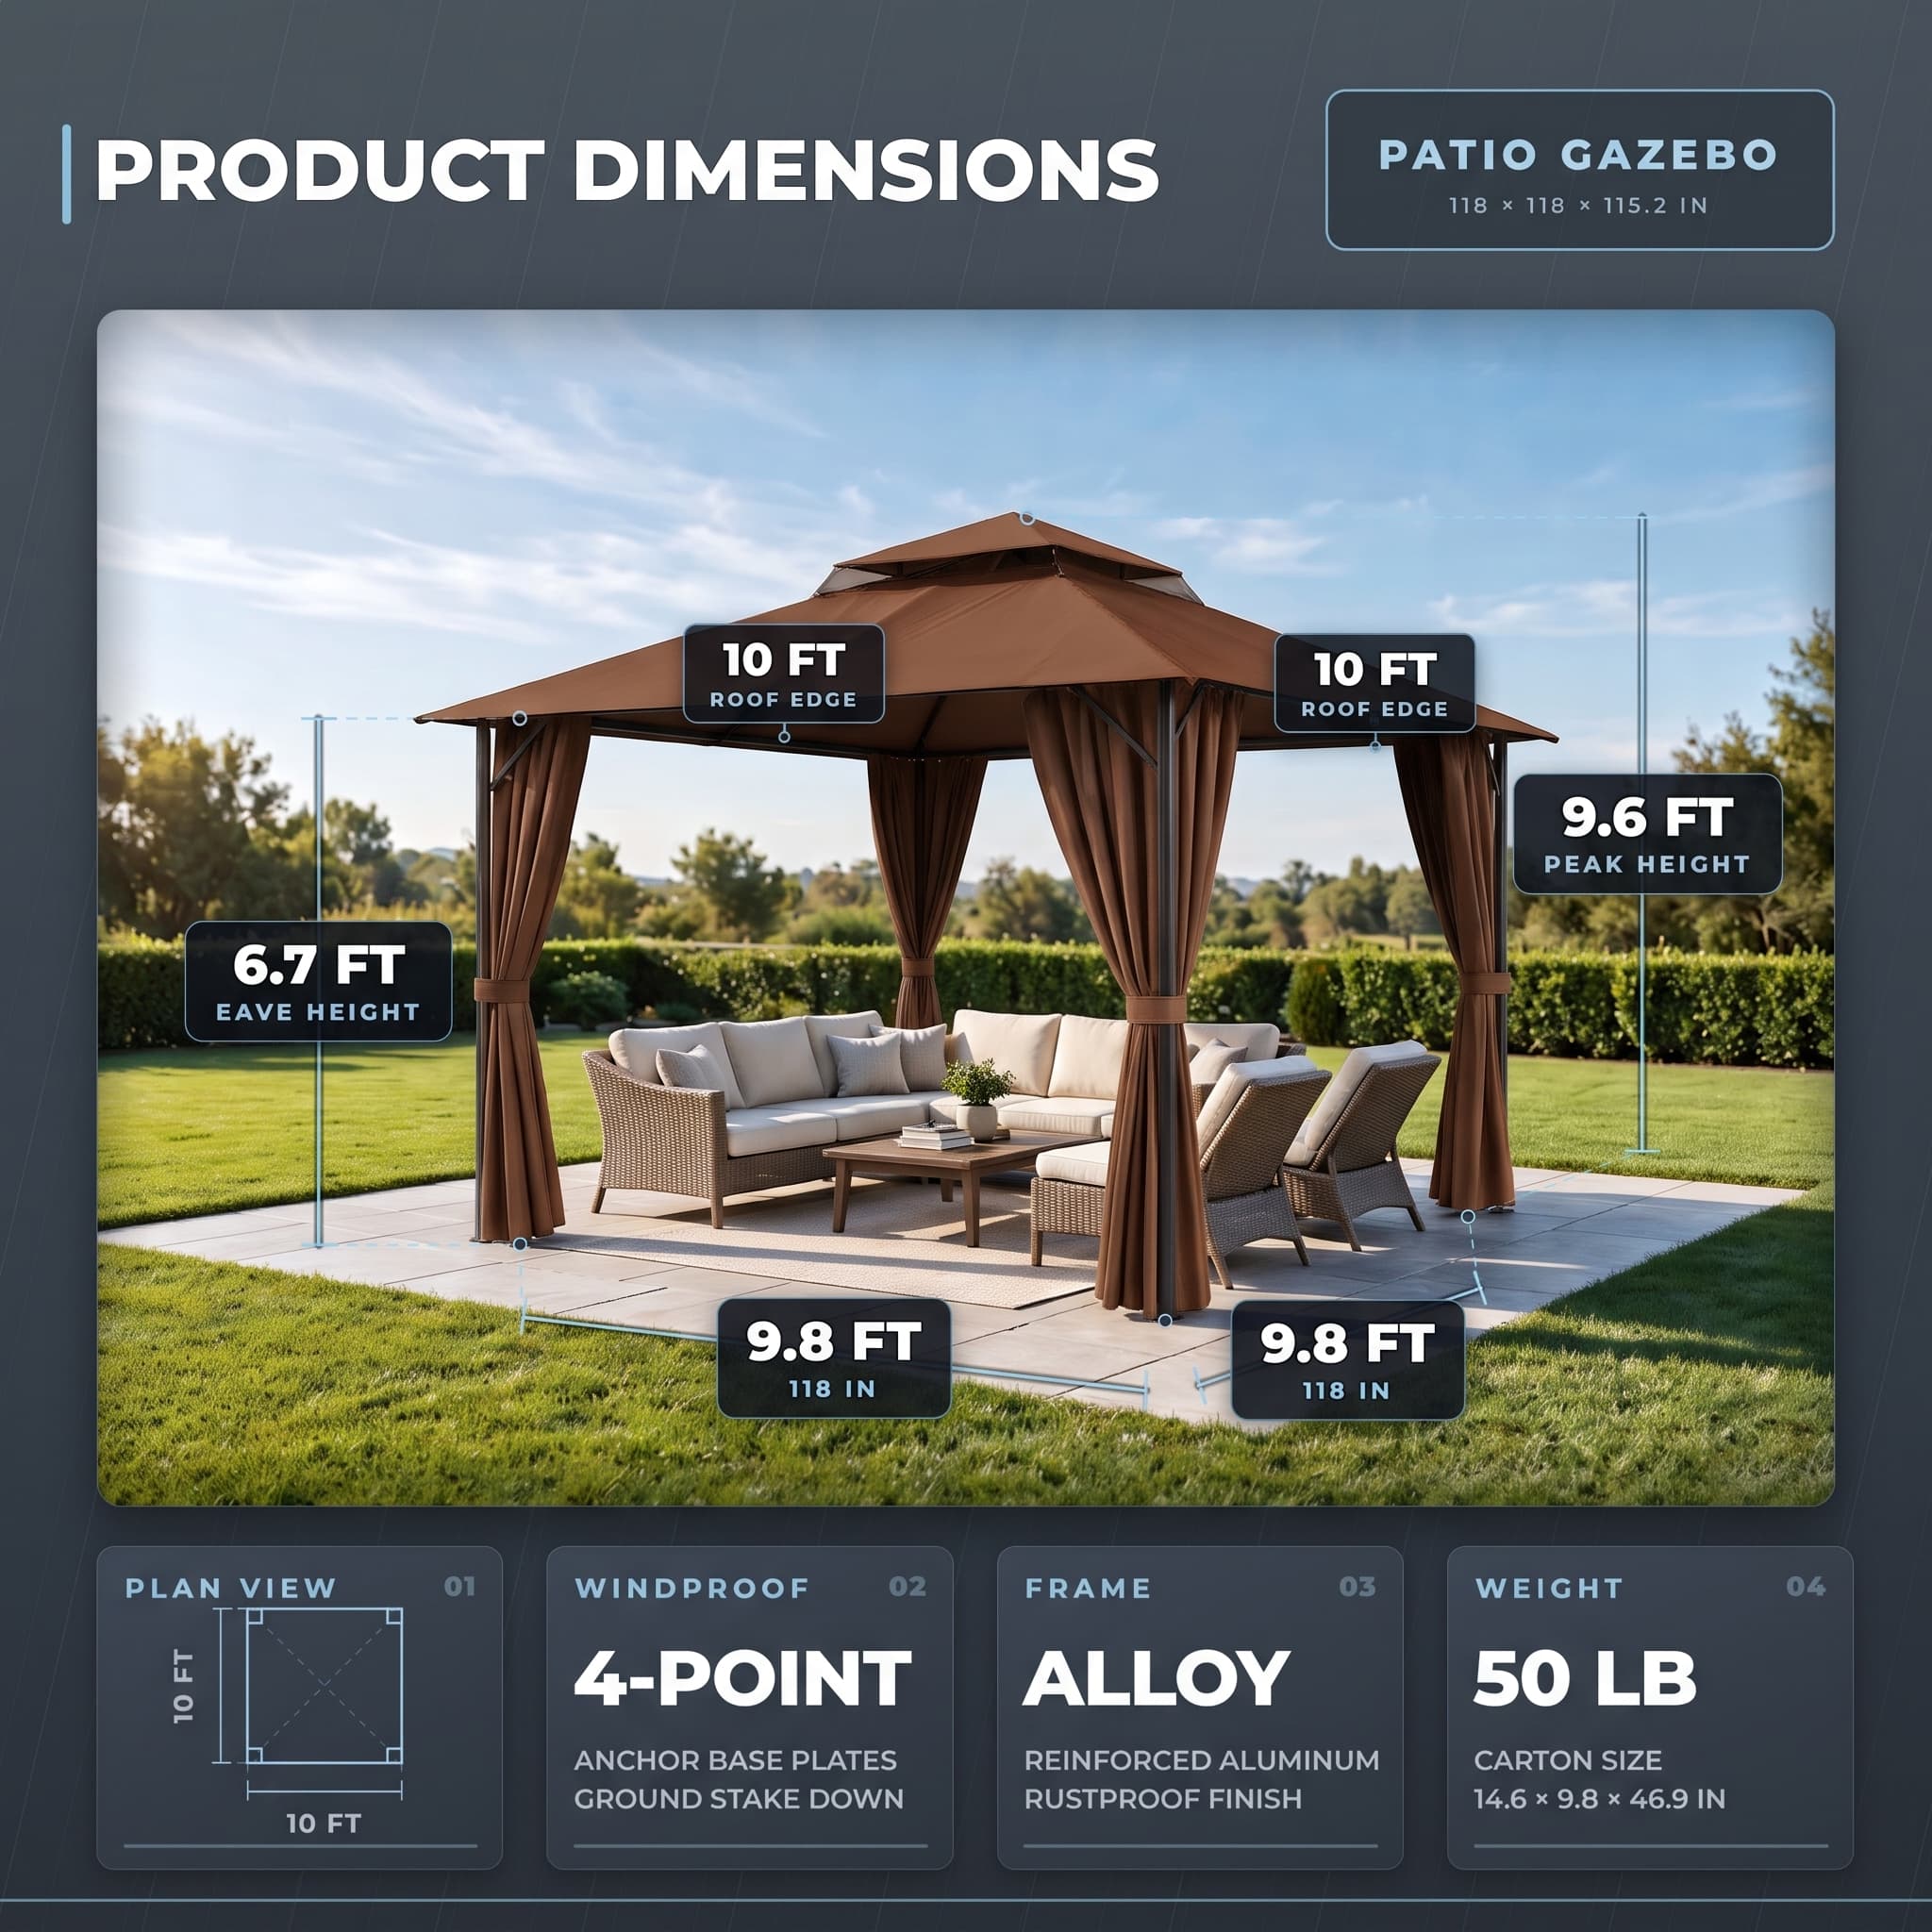 PRODUCT DIMENSIONS
PATIO GAZEBO
118 × 118 × 115.2 IN
10 FT
ROOF EDGE
10 FT
ROOF EDGE
9.6 FT
PEAK HEIGHT
6.7 FT
EAVE HEIGHT
9.8 FT
118 IN
9.8 FT
118 IN
PLAN VIEW 01
10 FT
10 FT
WINDPROOF 02
4-POINT
ANCHOR BASE PLATES
GROUND STAKE DOWN
FRAME 03
ALLOY
REINFORCED ALUMINUM
RUSTPROOF FINISH
WEIGHT 04
50 LB
CARTON SIZE
14.6 × 9.8 × 46.9 IN